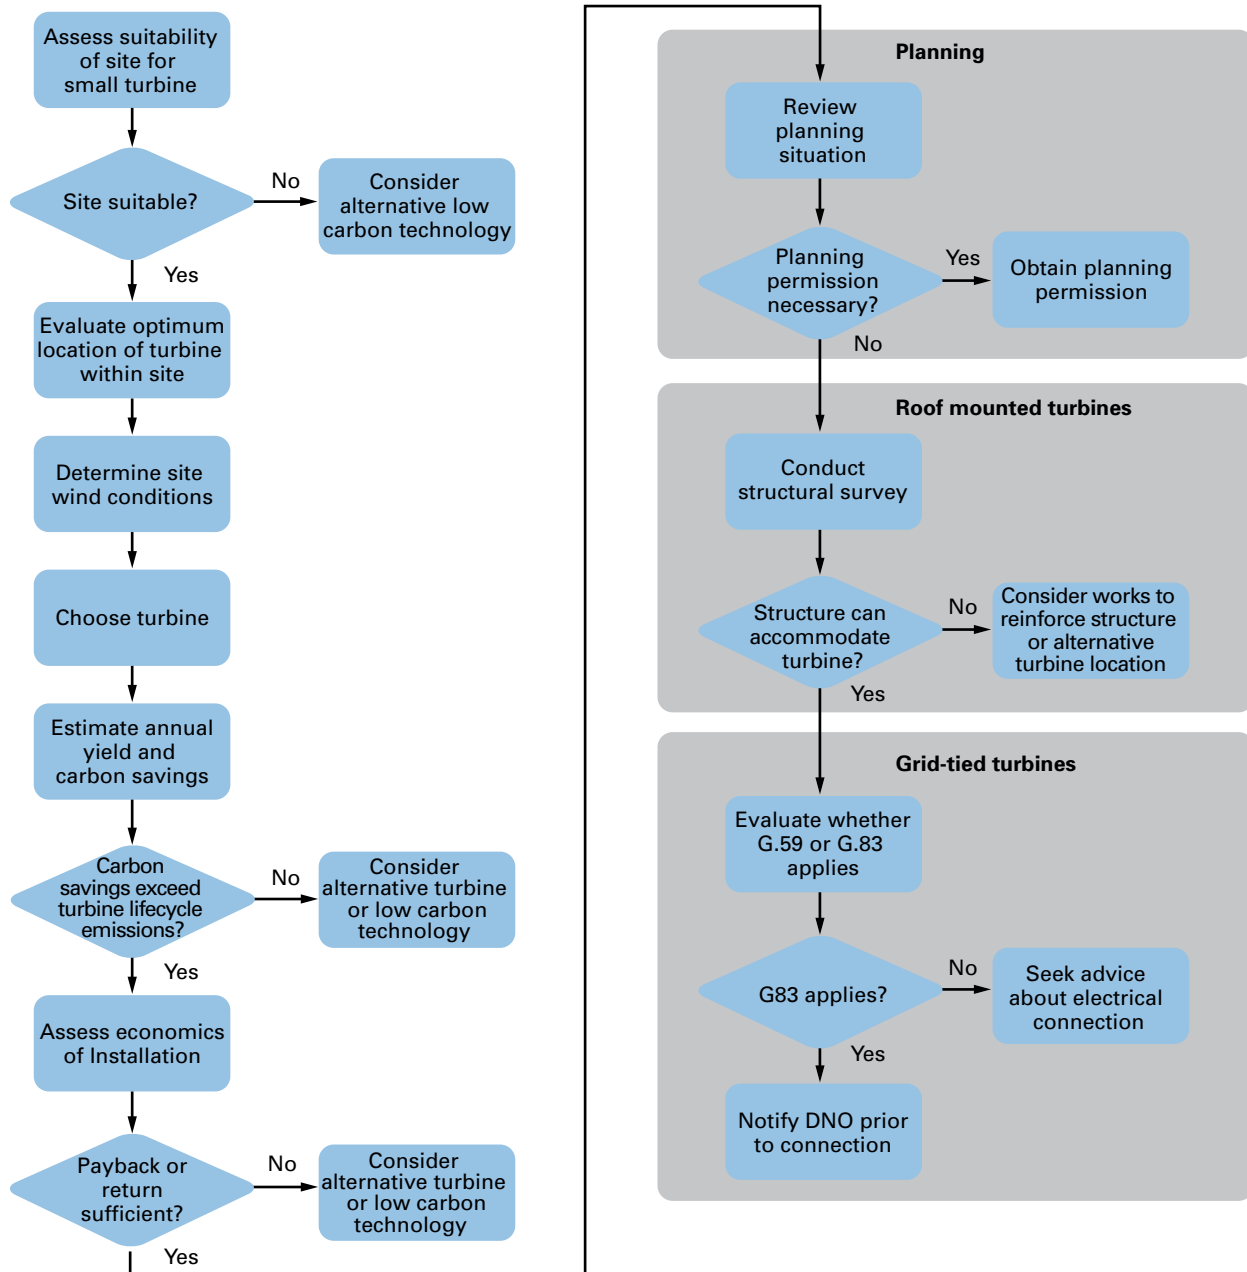 Assess suitability
of site for
small turbine
Site suitable?
No
Consider
alternative low
carbon technology
Yes
Evaluate optimum
location of turbine
within site
Determine site
wind conditions
Choose turbine
Estimate annual
yield and
carbon savings
Carbon
savings exceed
turbine lifecycle
emissions?
No
Consider
alternative turbine
or low carbon
technology
Yes
Assess economics
of Installation
Payback or
return
sufficient?
No
Consider
alternative turbine
or low carbon
technology
Yes
Planning
Review
planning
situation
Planning
permission
necessary?
Yes
Obtain planning
permission
No
Roof mounted turbines
Conduct
structural survey
Structure can
accommodate
turbine?
No
Consider works to
reinforce structure
or alternative
turbine location
Yes
Grid-tied turbines
Evaluate whether
G.59 or G.83
applies
G83 applies?
No
Seek advice
about electrical
connection
Yes
Notify DNO prior
to connection